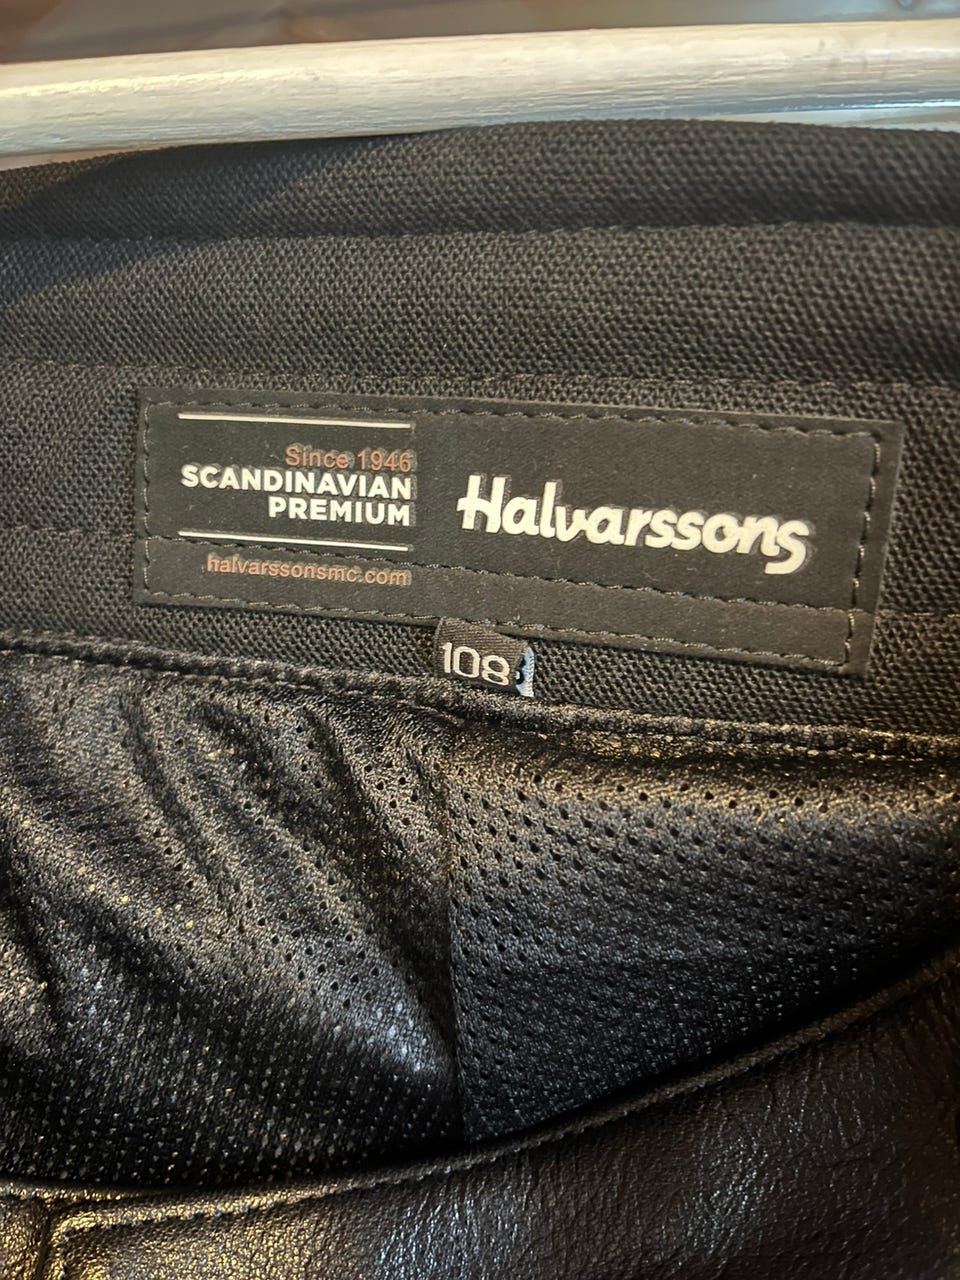 Since 1946
SCANDINAVIAN
PREMIUM
halvarssonsmc.com
Halvarssons
108